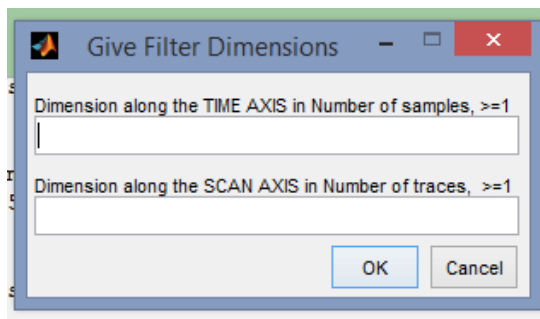 Give Filter Dimensions
Dimension along the TIME AXIS in Number of samples, >=1
Dimension along the SCAN AXIS in Number of traces,  >=1
OK Cancel